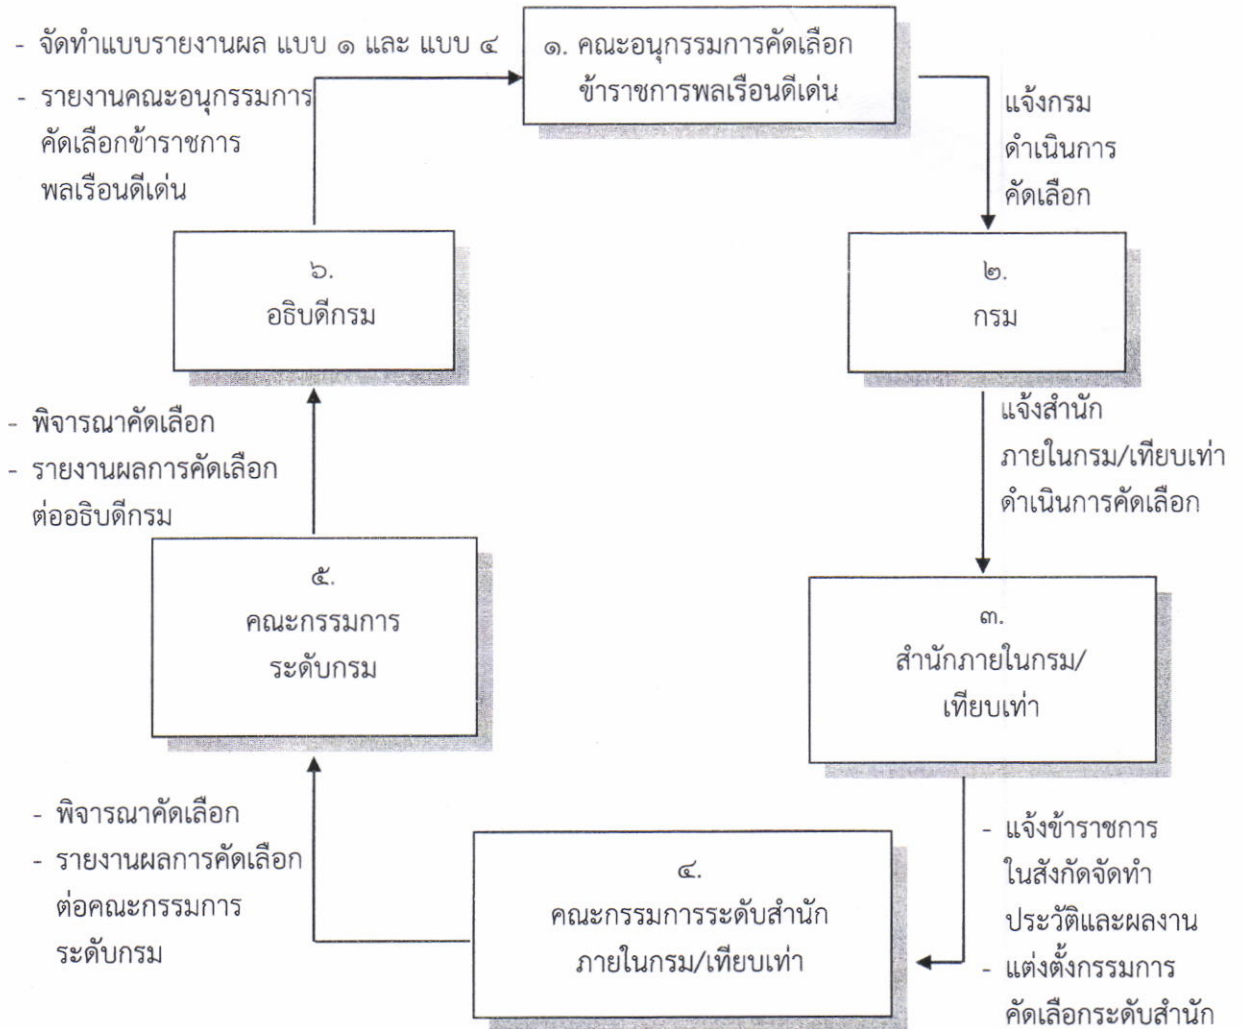 - จัดทำแบบรายงานผล แบบ ๑ และ แบบ ๔
- รายงานคณะอนุกรรมการ
คัดเลือกข้าราชการ
พลเรือนดีเด่น
๑. คณะอนุกรรมการคัดเลือก
ข้าราชการพลเรือนดีเด่น
แจ้งกรม
ดำเนินการ
คัดเลือก
๒.
กรม
แจ้งสำนัก
ภายในกรม/เทียบเท่า
ดำเนินการคัดเลือก
๓.
สำนักภายในกรม/
เทียบเท่า
- แจ้งข้าราชการ
ในสังกัดจัดทำ
ประวัติและผลงาน
- แต่งตั้งกรรมการ
คัดเลือกระดับสำนัก
๔.
คณะกรรมการระดับสำนัก
ภายในกรม/เทียบเท่า
- พิจารณาคัดเลือก
- รายงานผลการคัดเลือก
ต่อคณะกรรมการ
ระดับกรม
๕.
คณะกรรมการ
ระดับกรม
- พิจารณาคัดเลือก
- รายงานผลการคัดเลือก
ต่ออธิบดีกรม
๖.
อธิบดีกรม